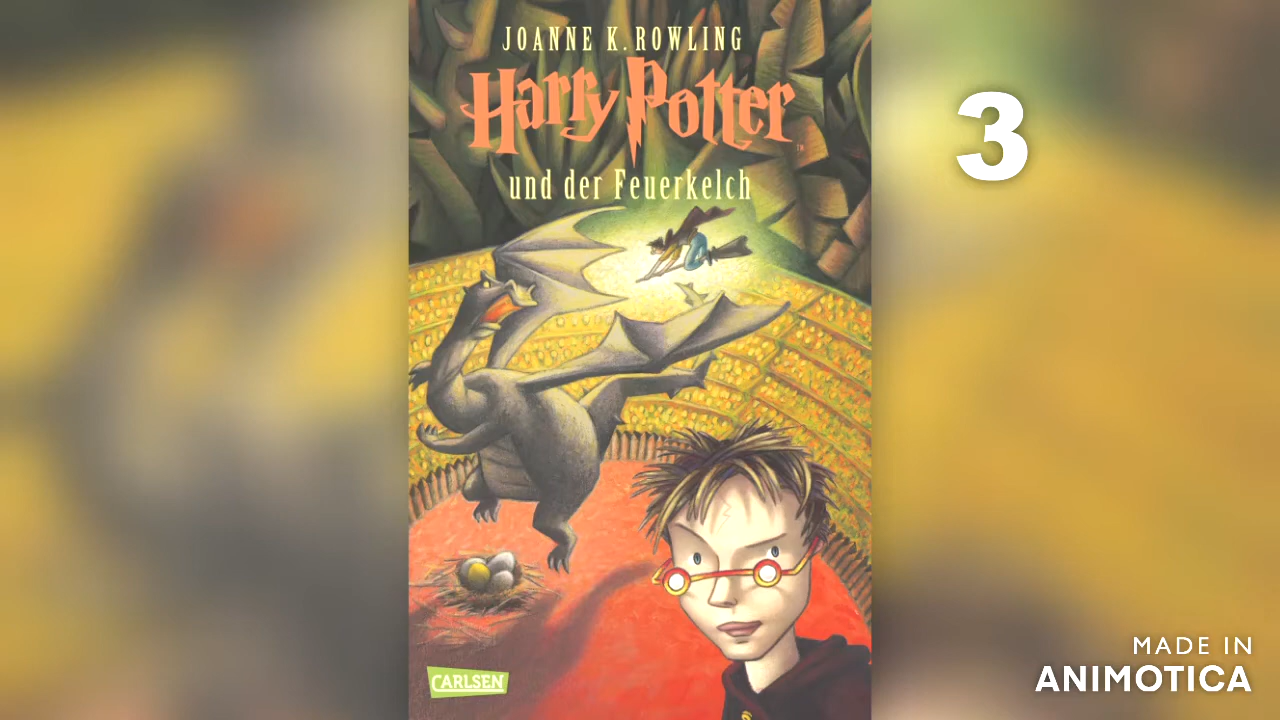 JOANNE K. ROWLING
Harry Potter
TM
und der Feuerkelch
3
CARLSEN
MADE IN
ANIMOTICA